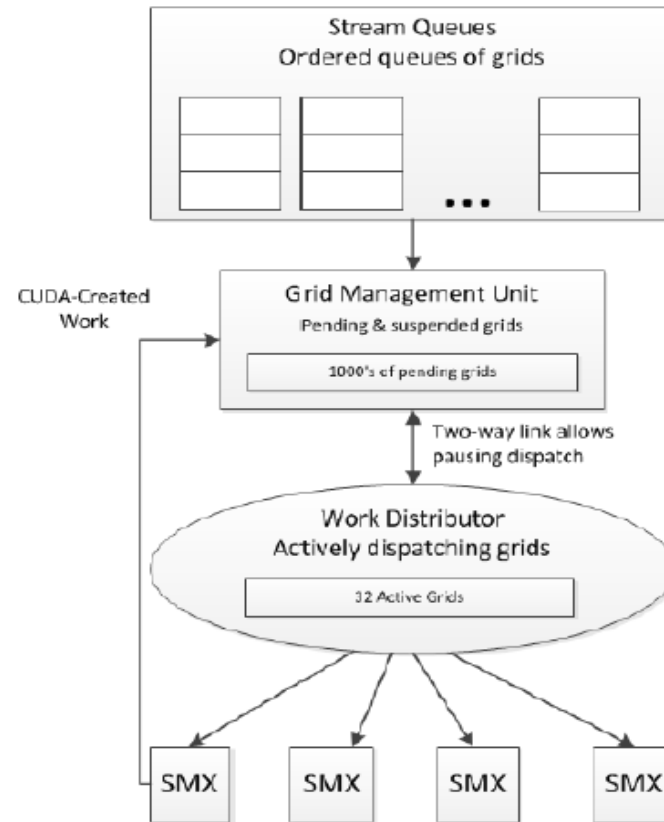 Stream Queues
Ordered queues of grids
...
CUDA-Created
Work
Grid Management Unit
Pending & suspended grids
1000's of pending grids
Two-way link allows
pausing dispatch
Work Distributor
Actively dispatching grids
32 Active Grids
SMX
SMX
SMX
SMX